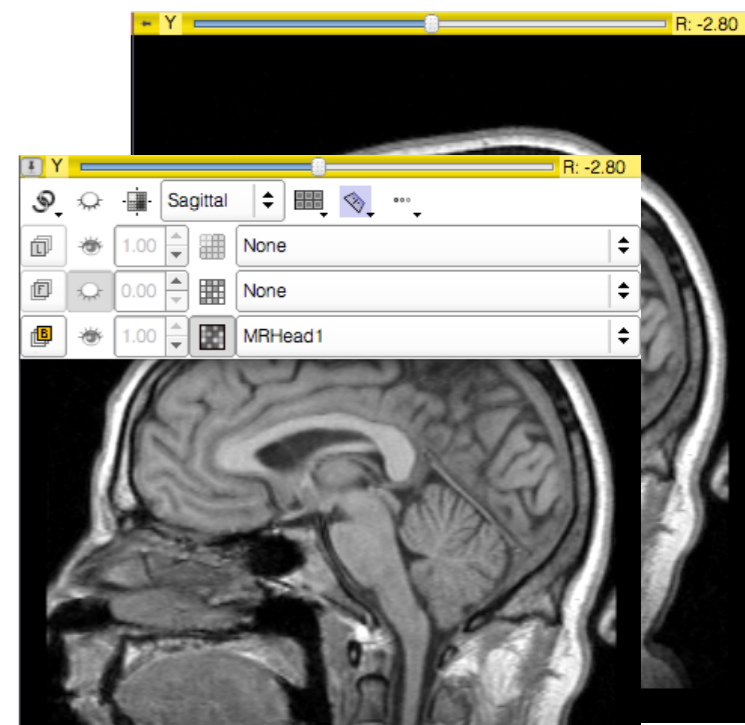 Y R: -2.80
Y R: -2.80
Sagittal
L 1.00 None
F 0.00 None
B 1.00 MRHead1